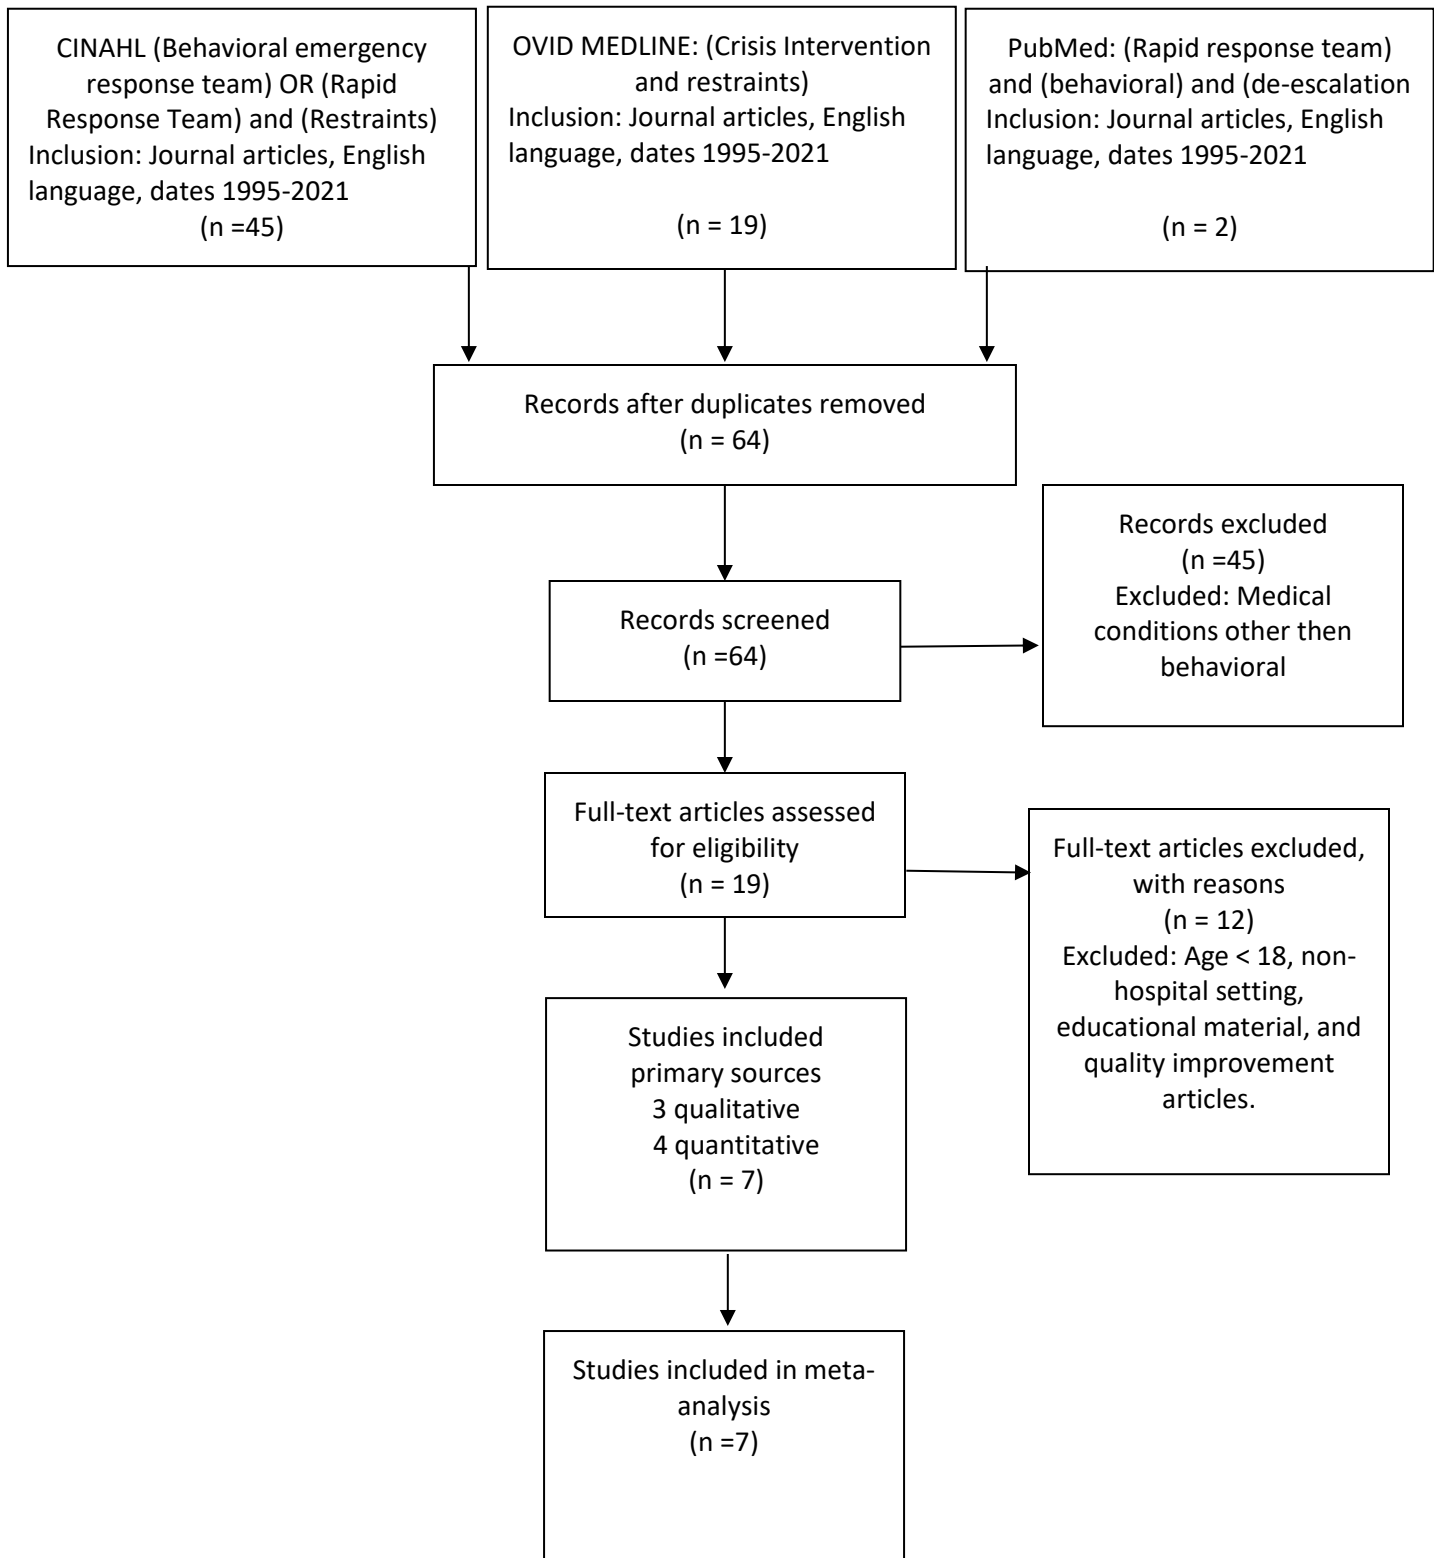 CINAHL (Behavioral emergency
response team) OR (Rapid
Response Team) and (Restraints)
Inclusion: Journal articles, English
language, dates 1995-2021
(n =45)
OVID MEDLINE: (Crisis Intervention
and restraints)
Inclusion: Journal articles, English
language, dates 1995-2021
(n = 19)
PubMed: (Rapid response team)
and (behavioral) and (de-escalation
Inclusion: Journal articles, English
language, dates 1995-2021
(n = 2)
Records after duplicates removed
(n = 64)
Records screened
(n =64)
Records excluded
(n =45)
Excluded: Medical
conditions other then
behavioral
Full-text articles assessed
for eligibility
(n = 19)
Full-text articles excluded,
with reasons
(n = 12)
Excluded: Age < 18, non-
hospital setting,
educational material, and
quality improvement
articles.
Studies included
primary sources
3 qualitative
4 quantitative
(n = 7)
Studies included in meta-
analysis
(n =7)